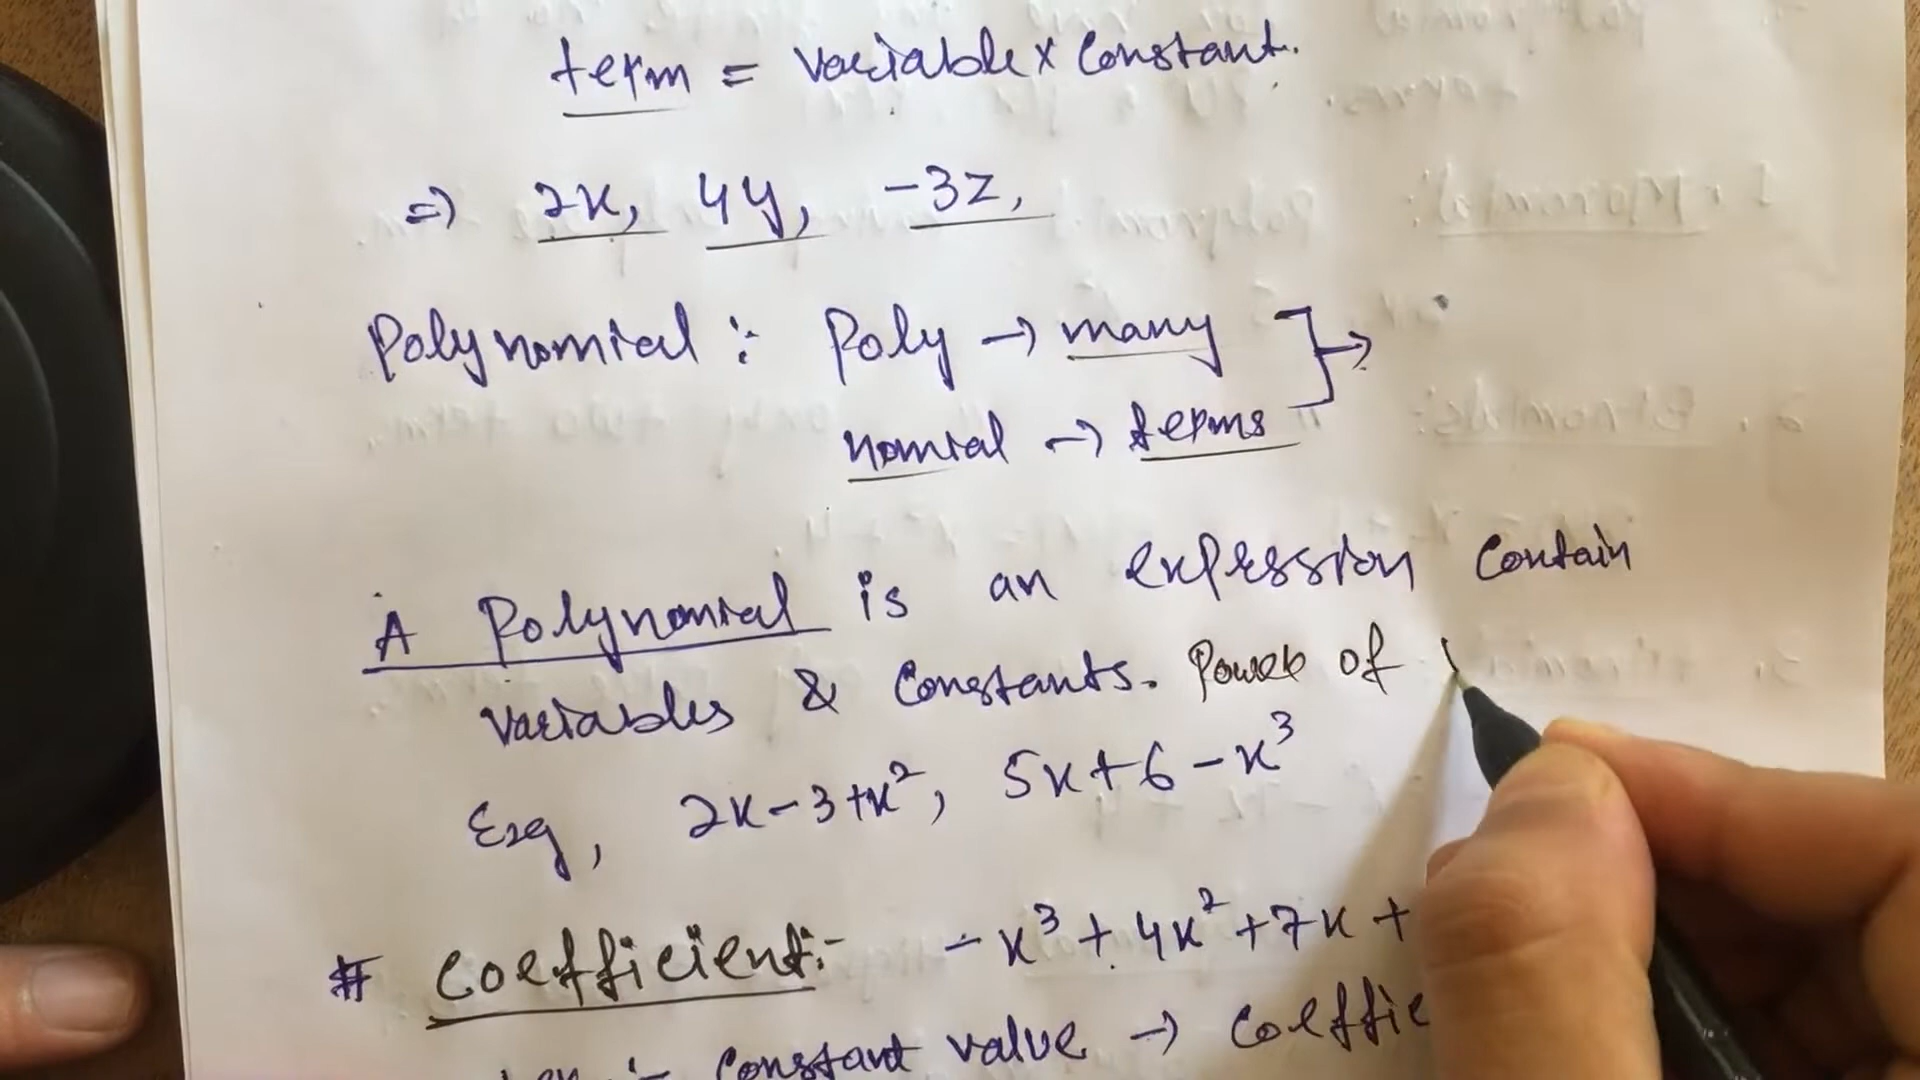 term = variable × Constant.
⇒ 2x, 4y, -3z,
Polynomial : Poly → many
nomial → terms
A Polynomial is an expression Contain
variables & Constants. Power of
Eg, 2x-3+x², 5x+6-x³
# Coefficient:- -x³+4x²+7x+
:- Constant value → Coeffic